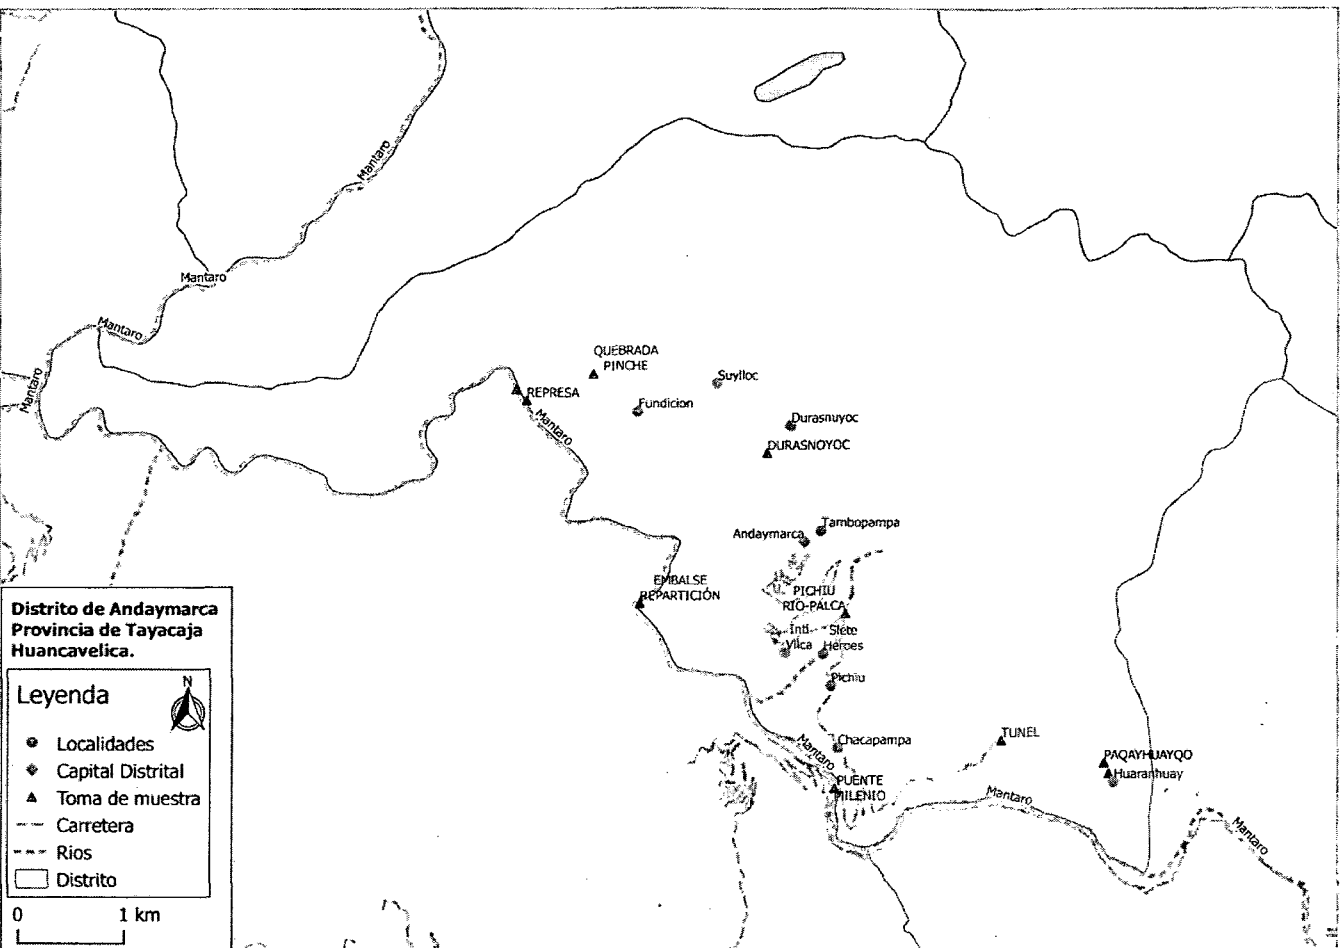 Mantaro
Mantaro
Mantaro
Mantaro
QUEBRADA
PINCHE
Suylloc
REPRESA
Fundicion
Mantaro
Durasnuyoc
DURASNOYOC
Tambopampa
Andaymarca
EMBALSE
REPARTICIÓN
PICHIU
RIO-PALCA
Inti
Vilca
Siete
Heroes
Pichiu
Chacapampa
Mantaro
TUNEL
PAQAYHUAYQO
Huaranhuay
PUENTE
MILENIO
Mantaro
Mantaro
Distrito de Andaymarca
Provincia de Tayacaja
Huancavelica.
Leyenda
N
Localidades
Capital Distrital
Toma de muestra
Carretera
Rios
Distrito
0 1 km